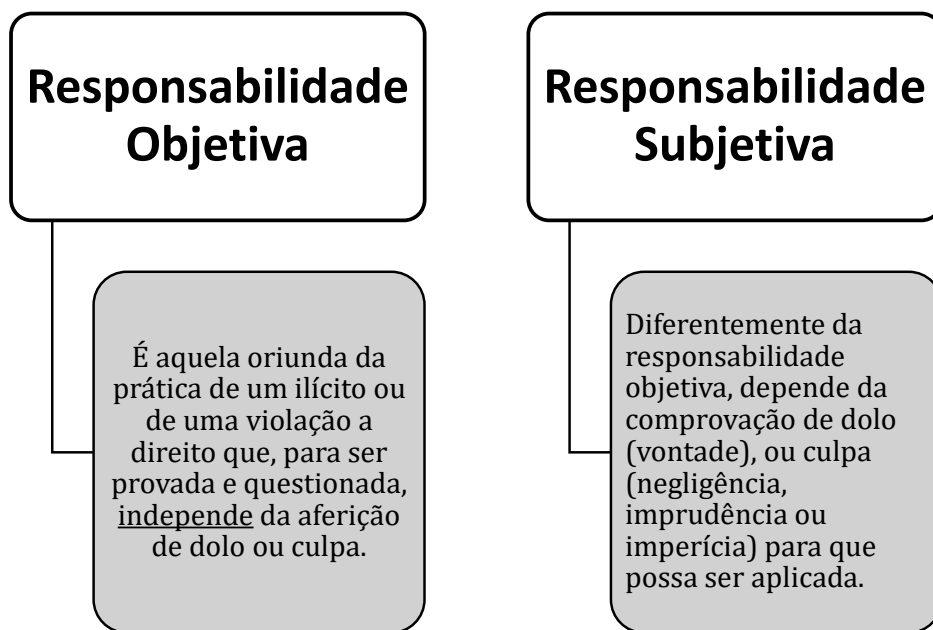 Responsabilidade
Objetiva
É aquela oriunda da
prática de um ilícito ou
de uma violação a
direito que, para ser
provada e questionada,
independe da aferição
de dolo ou culpa.
Responsabilidade
Subjetiva
Diferentemente da
responsabilidade
objetiva, depende da
comprovação de dolo
(vontade), ou culpa
(negligência,
imprudência ou
imperícia) para que
possa ser aplicada.